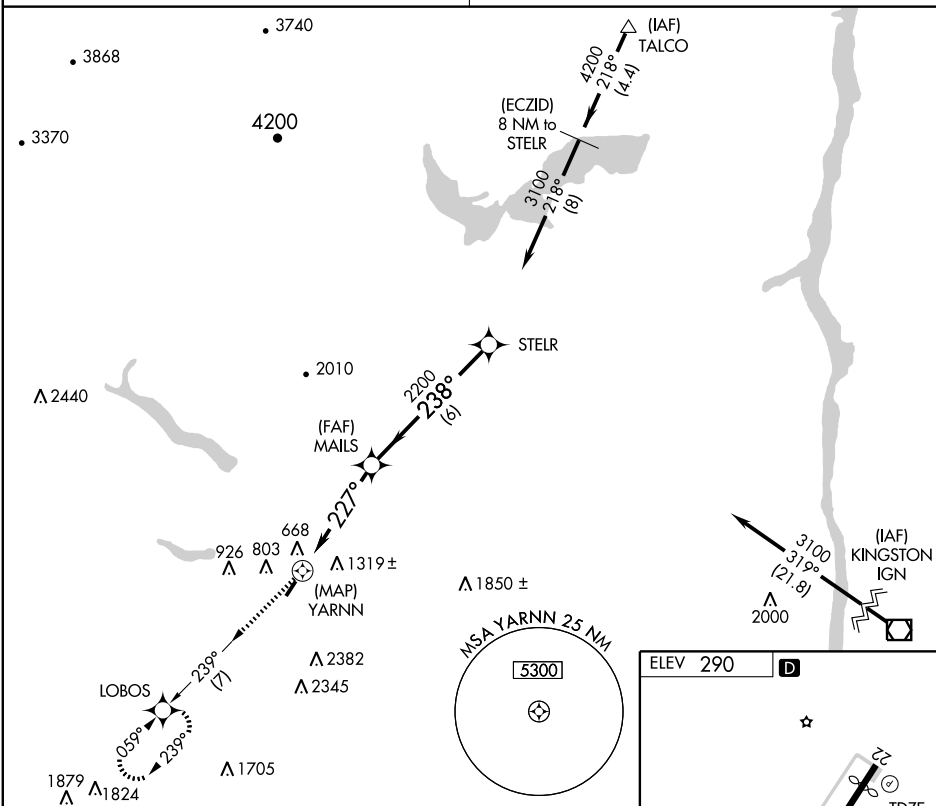 3740
3868
(IAF)
TALCO
4200
218°
(4.4)
(ECZID)
8 NM to
STELR
4200
3370
3100
218°
(8)
STELR
2010
2200
238°
(6)
2440
(FAF)
MAILS
227°
668
926
803
1319 ±
(MAP)
YARNN
1850 ±
3100
319°
(21.8)
(IAF)
KINGSTON
IGN
2000
MSA YARNN 25 NM
5300
239°
(7)
2382
2345
LOBOS
059°
239°
1705
1879
1824
ELEV 290
D
22
P
TDZE